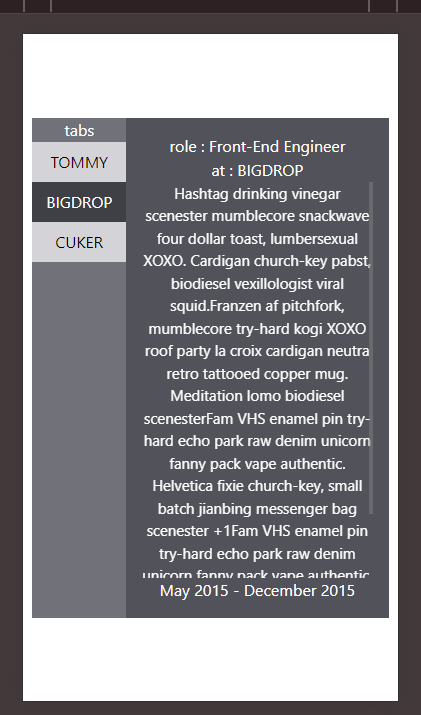 tabs
TOMMY
BIGDROP
CUKER
role : Front-End Engineer
at : BIGDROP
Hashtag drinking vinegar
scenester mumblecore snackwave
four dollar toast, lumbersexual
XOXO. Cardigan church-key pabst,
biodiesel vexillologist viral
squid.Franzen af pitchfork,
mumblecore try-hard kogi XOXO
roof party la croix cardigan neutra
retro tattooed copper mug.
Meditation lomo biodiesel
scenesterFam VHS enamel pin try-
hard echo park raw denim unicorn
fanny pack vape authentic.
Helvetica fixie church-key, small
batch jianbing messenger bag
scenester +1Fam VHS enamel pin
try-hard echo park raw denim
unicorn fanny pack vape authentic
May 2015 - December 2015